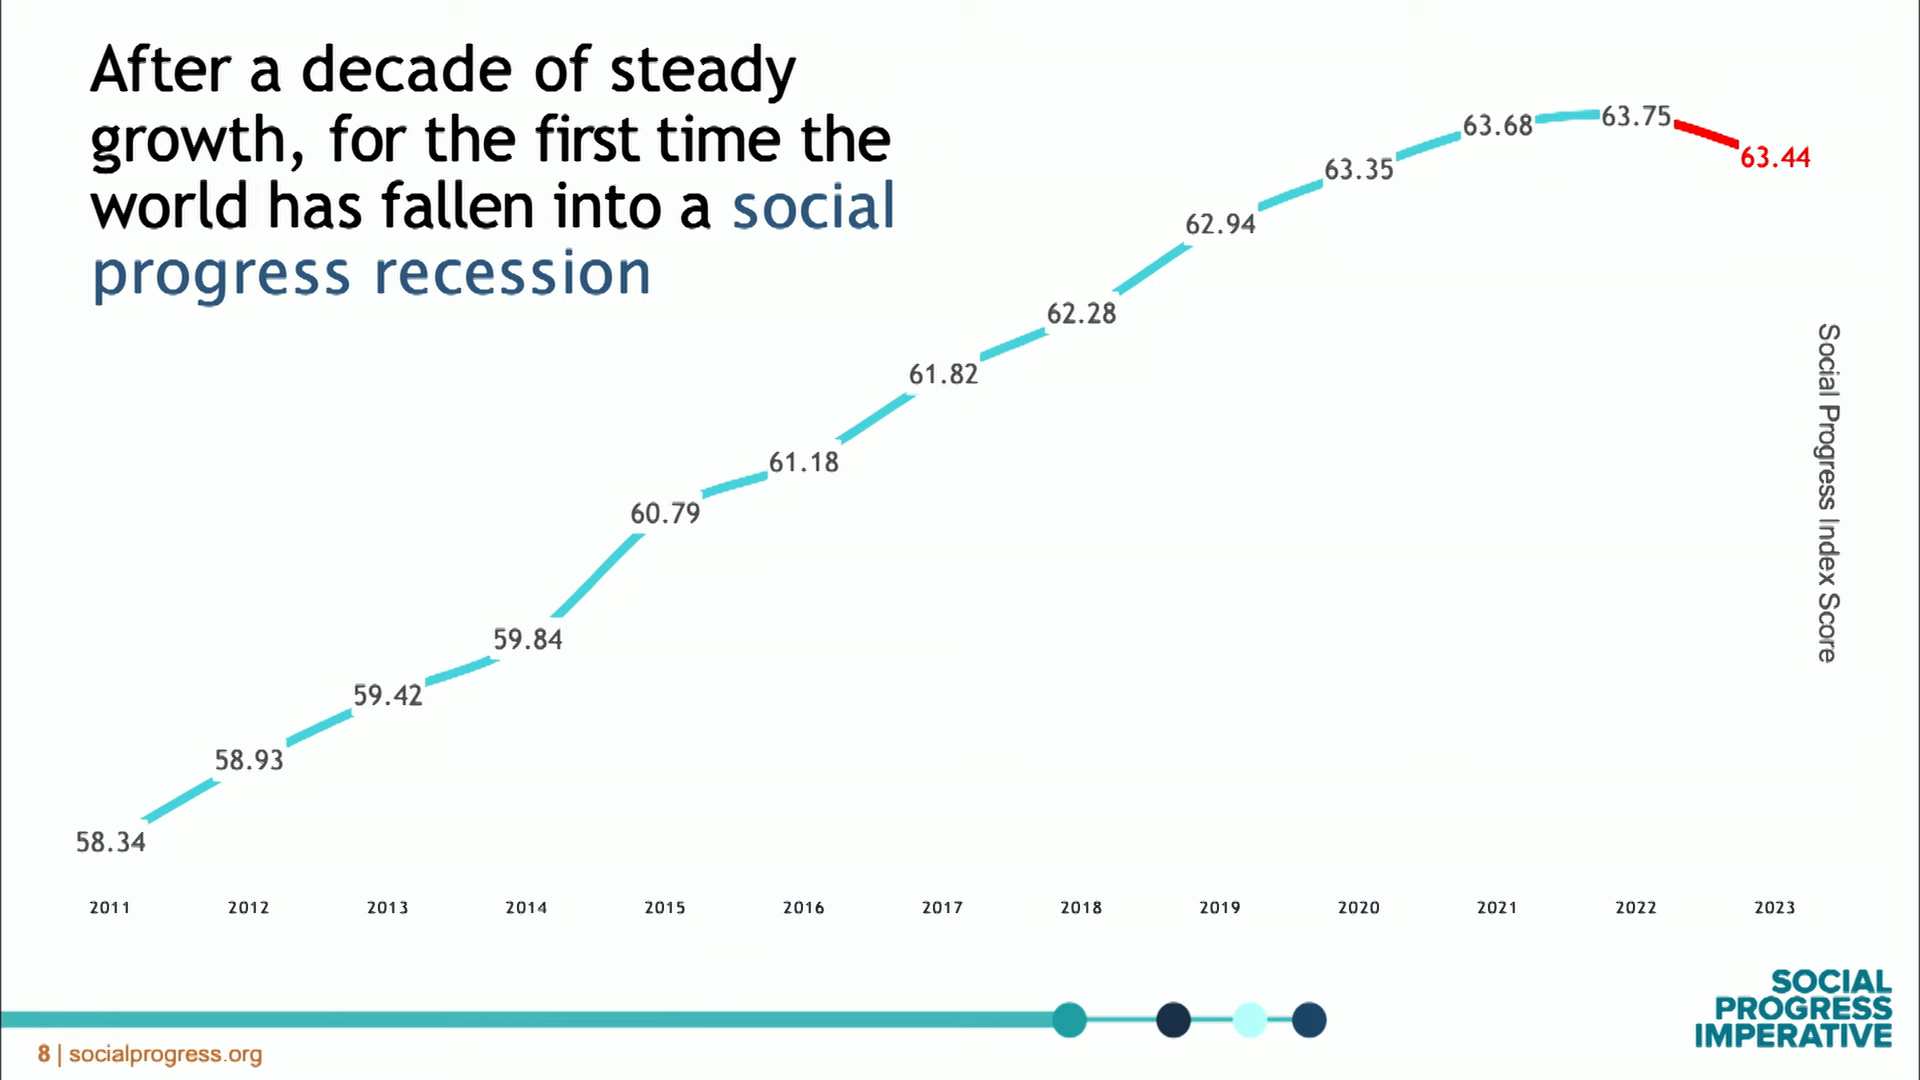 After a decade of steady
growth, for the first time the
world has fallen into a social
progress recession
58.34
58.93
59.42
59.84
60.79
61.18
61.82
62.28
62.94
63.35
63.68
63.75
63.44
Social Progress Index Score
2011 2012 2013 2014 2015 2016 2017 2018 2019 2020 2021 2022 2023
SOCIAL
PROGRESS
IMPERATIVE
8 | socialprogress.org